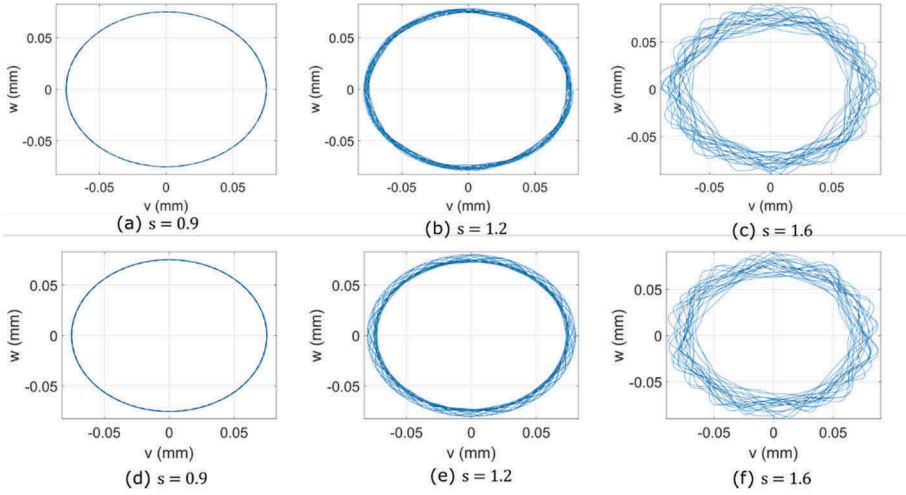 w (mm)
0.05
0
-0.05
-0.05
0
0.05
v (mm)
(a) s = 0.9
w (mm)
0.05
0
-0.05
-0.05
0
0.05
v (mm)
(b) s = 1.2
w (mm)
0.05
0
-0.05
-0.05
0
0.05
v (mm)
(c) s = 1.6
w (mm)
0.05
0
-0.05
-0.05
0
0.05
v (mm)
(d) s = 0.9
w (mm)
0.05
0
-0.05
-0.05
0
0.05
v (mm)
(e) s = 1.2
w (mm)
0.05
0
-0.05
-0.05
0
0.05
v (mm)
(f) s = 1.6